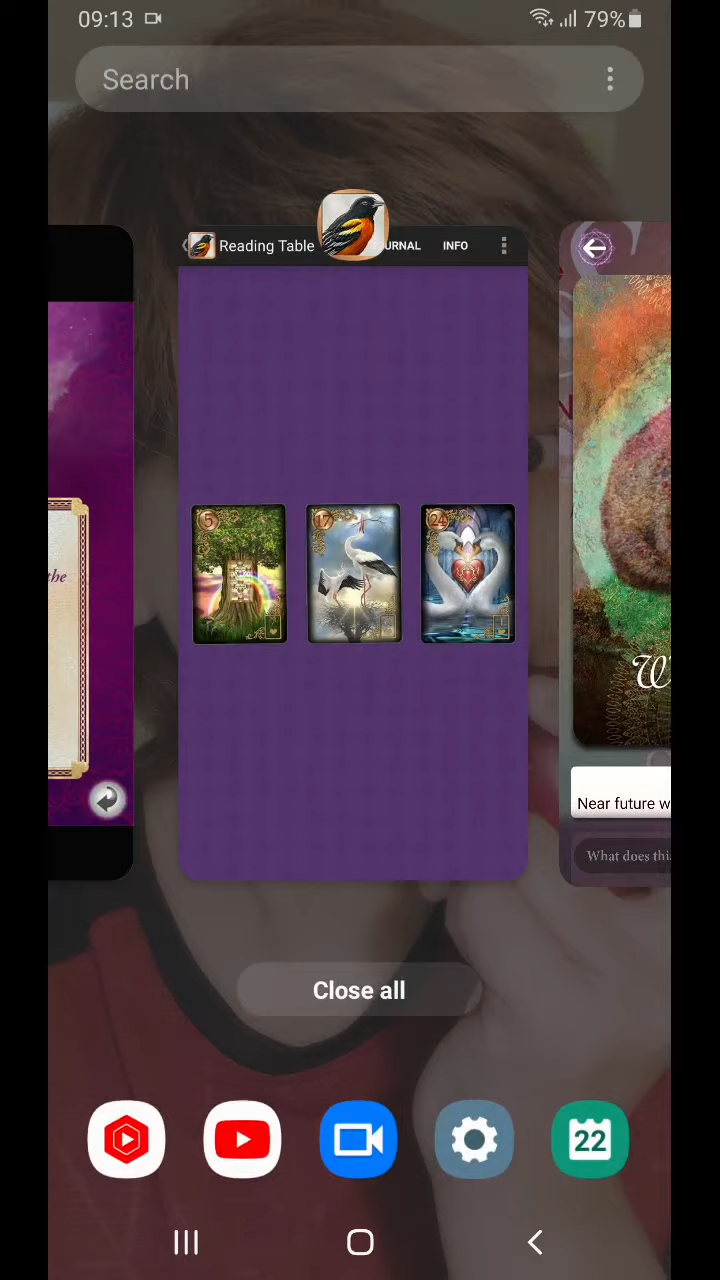 09:13
79%
Search
Reading Table
URNAL
INFO
5
17
24
the
W
Near future w
What does thi
Close all
22